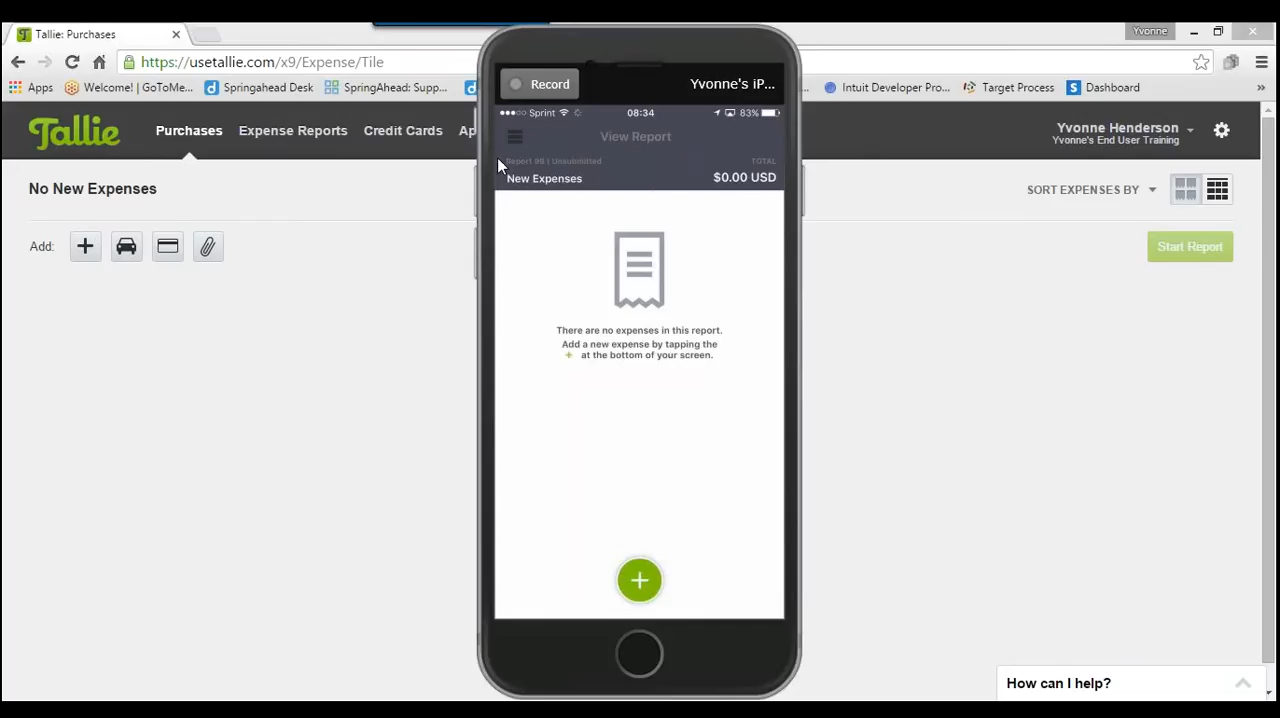 Tallie: Purchases
Yvonne
https://usetallie.com/x9/Expense/Tile
Apps
Welcome! | GoToMe...
Springahead Desk
SpringAhead: Supp...
Intuit Developer Pro...
Target Process
Dashboard
»
Tallie
Purchases
Expense Reports
Credit Cards
Ap
Yvonne Henderson
Yvonne's End User Training
No New Expenses
SORT EXPENSES BY
Add:
Start Report
Record
Yvonne's iP...
Sprint
08:34
83%
View Report
Report 96 | Unsubmitted
TOTAL
New Expenses
$0.00 USD
There are no expenses in this report.
Add a new expense by tapping the
+ at the bottom of your screen.
How can I help?